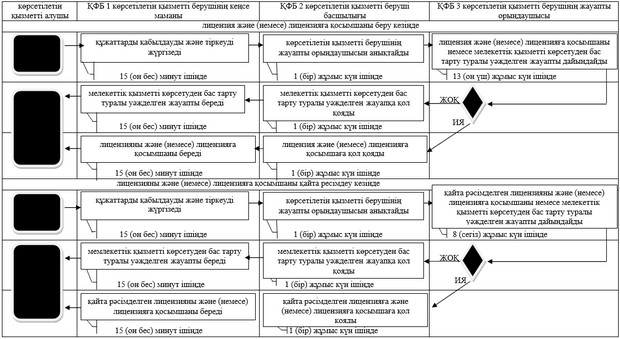 көрсетілетін қызметті алушы
ҚФБ 1 көрсетілетін қызметті берушінің кеңсе маманы
ҚФБ 2 көрсетілетін қызметті беруші басшылығы
ҚФБ 3 көрсетілетін қызметті берушінің жауапты орындаушысы
лицензия және (немесе) лицензияға қосымшаны беру кезінде
құжаттарды қабылдауды және тіркеуді жүргізеді
15 (он бес) минут ішінде
көрсетілетін қызметті берушінің жауапты орындаушысын анықтайды
1 (бір) жұмыс күн ішінде
лицензия және (немесе) лицензияға қосымшаны немесе мелекеттік қызметті көрсетуден бас тарту туралы уәжделген жауапты дайындайды
13 (он үш) жұмыс күн ішінде
мелекеттік қызметті көрсетуден бас тарту туралы уәжделген жауапты береді
15 (он бес) минут ішінде
мелекеттік қызметті көрсетуден бас тарту туралы уәжделген жауапқа қол қояды
1 (бір) жұмыс күн ішінде
ЖОҚ
ИЯ
лицензияны және (немесе) лицензияға қосымшаны береді
15 (он бес) минут ішінде
лицензия және (немесе) лицензия қосымшаға қол қояды
1 (бір) жұмыс күн ішінде
лицензияны және (немесе) лицензияға қосымшаны қайта ресімдеу кезінде
құжаттарды қабылдауды және тіркеуді жүргізеді
15 (он бес) минут ішінде
көрсетілетін қызметті берушінің жауапты орындаушысын анықтайды
1 (бір) жұмыс күн ішінде
қайта рәсімделген лицензияны және (немесе) лицензияға қосымшаны немесе мелекеттік қызметті көрсетуден бас тарту туралы уәжделген жауапты дайындайды
8 (сегіз) жұмыс күн ішінде
мемлекеттік қызметті көрсетуден бас тарту туралы уәжделген жауапты береді
15 (он бес) минут ішінде
мемлекеттік қызметті көрсетуден бас тарту туралы уәжделген жауапқа қол қояды
1 (бір) жұмыс күн ішінде
ЖОҚ
ИЯ
қайта рәсімделген лицензияны және (немесе) лицензияға қосымшаны береді
15 (он бес) минут ішінде
қайта рәсімделген лицензияға және (немесе) лицензияға қосымшаға қол қояды
1 (бір) жұмыс күн ішінде